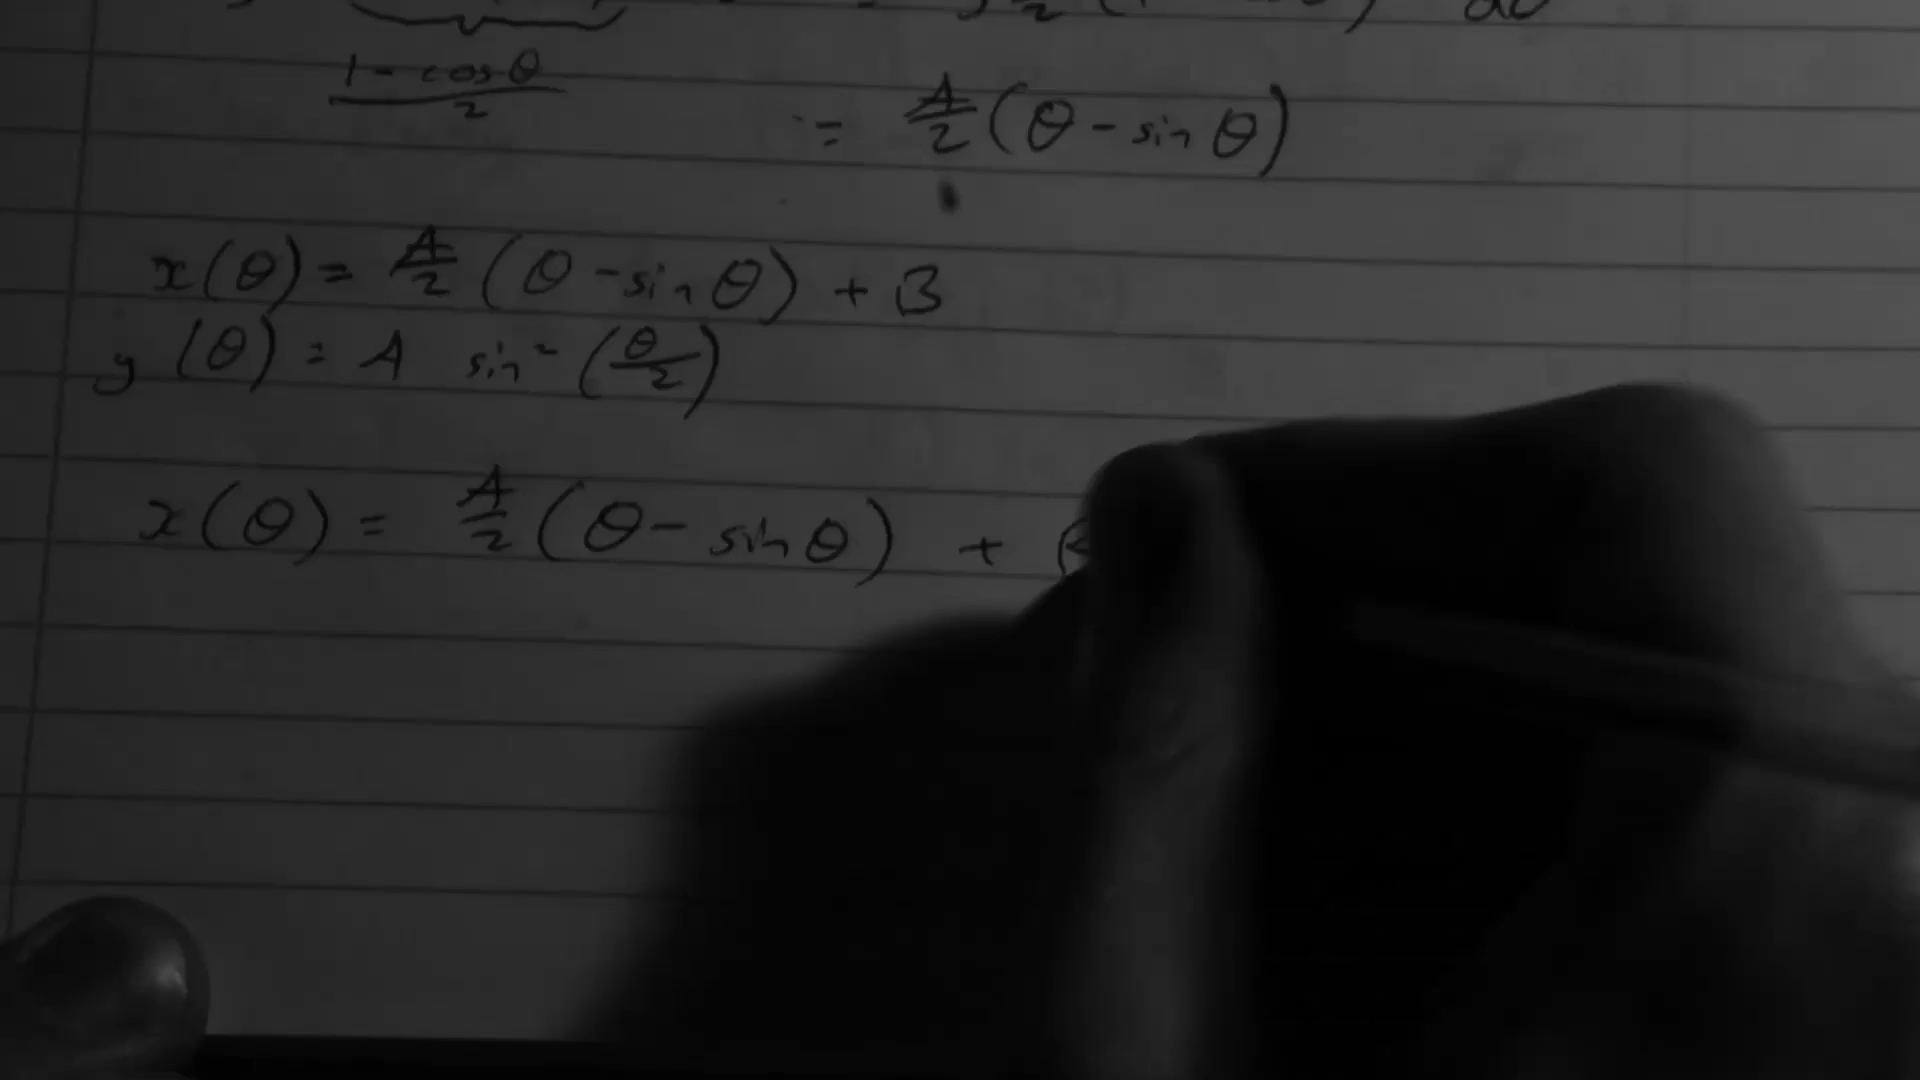 1 - cos θ / 2
= A/2 (θ - sin θ)
x(θ) = A/2 (θ - sin θ) + B
y(θ) = A sin² (θ/2)
x(θ) = A/2 (θ - sin θ) +